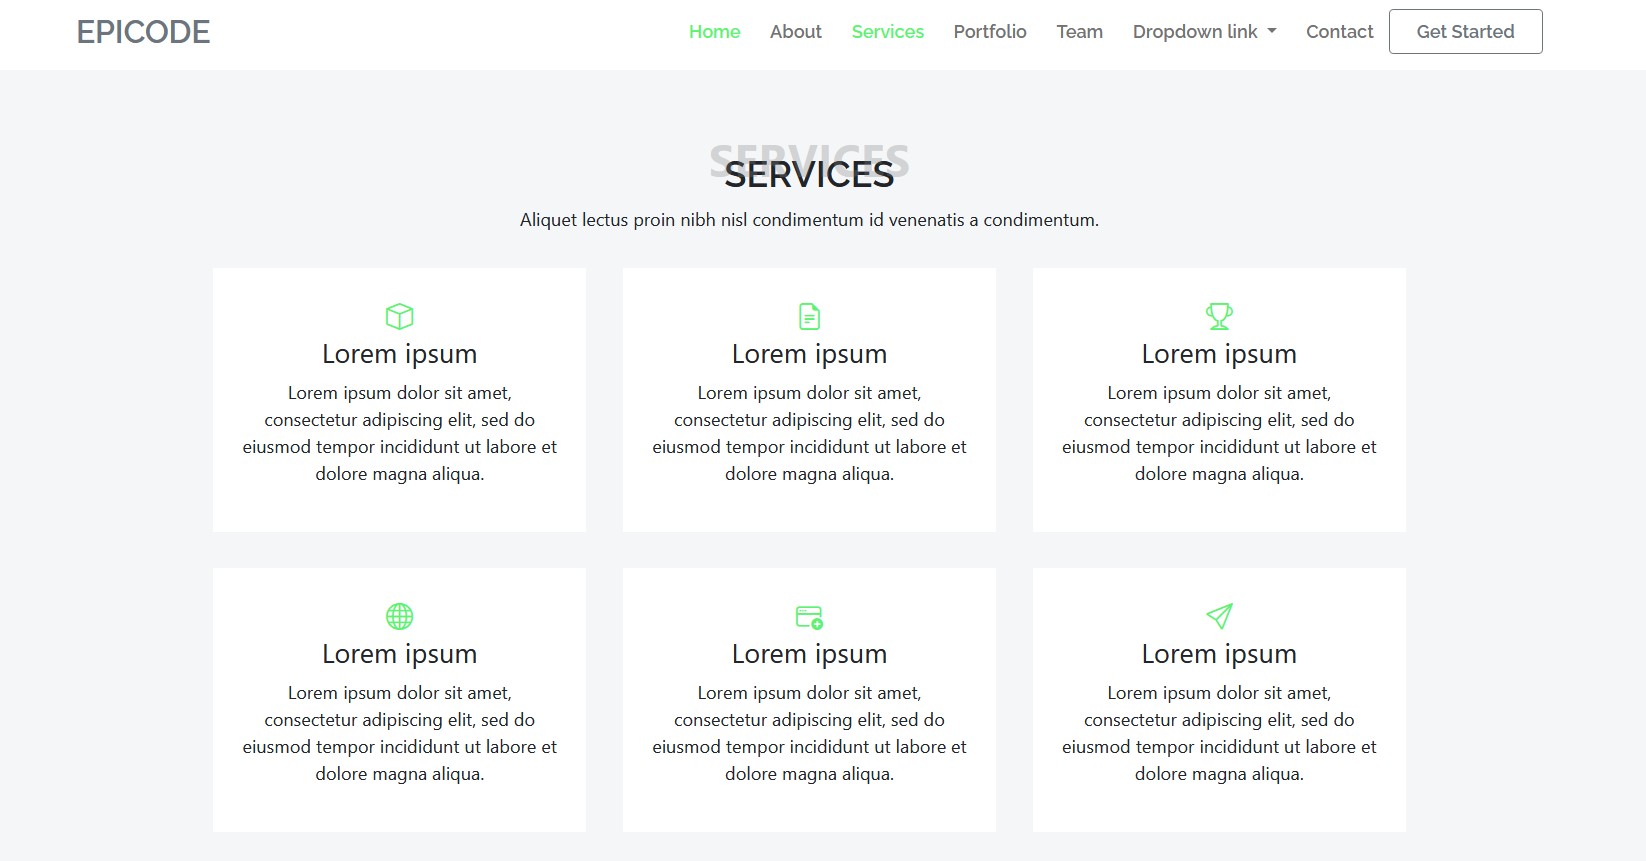 EPICODE
Home About Services Portfolio Team Dropdown link Contact Get Started
SERVICES
SERVICES
Aliquet lectus proin nibh nisl condimentum id venenatis a condimentum.
Lorem ipsum
Lorem ipsum dolor sit amet,
consectetur adipiscing elit, sed do
eiusmod tempor incididunt ut labore et
dolore magna aliqua.
Lorem ipsum
Lorem ipsum dolor sit amet,
consectetur adipiscing elit, sed do
eiusmod tempor incididunt ut labore et
dolore magna aliqua.
Lorem ipsum
Lorem ipsum dolor sit amet,
consectetur adipiscing elit, sed do
eiusmod tempor incididunt ut labore et
dolore magna aliqua.
Lorem ipsum
Lorem ipsum dolor sit amet,
consectetur adipiscing elit, sed do
eiusmod tempor incididunt ut labore et
dolore magna aliqua.
Lorem ipsum
Lorem ipsum dolor sit amet,
consectetur adipiscing elit, sed do
eiusmod tempor incididunt ut labore et
dolore magna aliqua.
Lorem ipsum
Lorem ipsum dolor sit amet,
consectetur adipiscing elit, sed do
eiusmod tempor incididunt ut labore et
dolore magna aliqua.